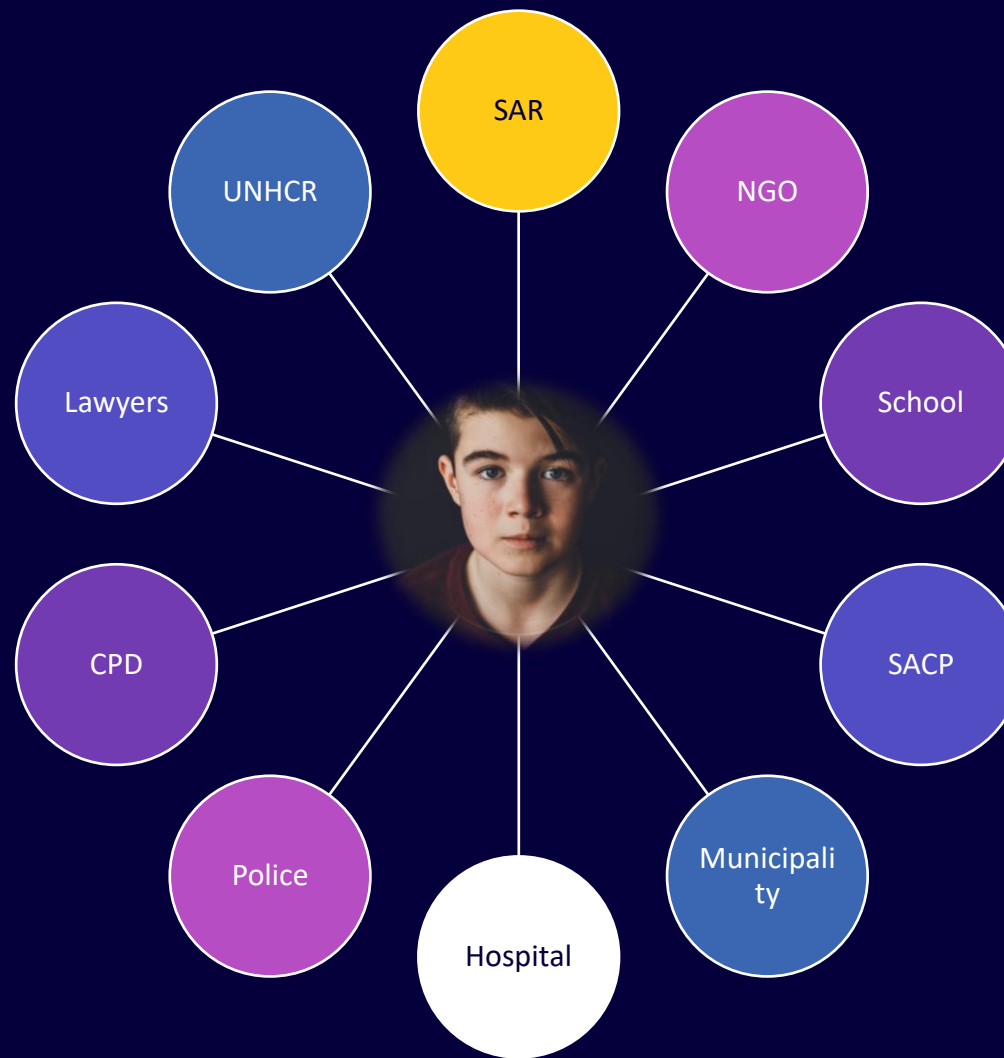 SAR
UNHCR
NGO
Lawyers
School
CPD
SACP
Police
Municipali
ty
Hospital